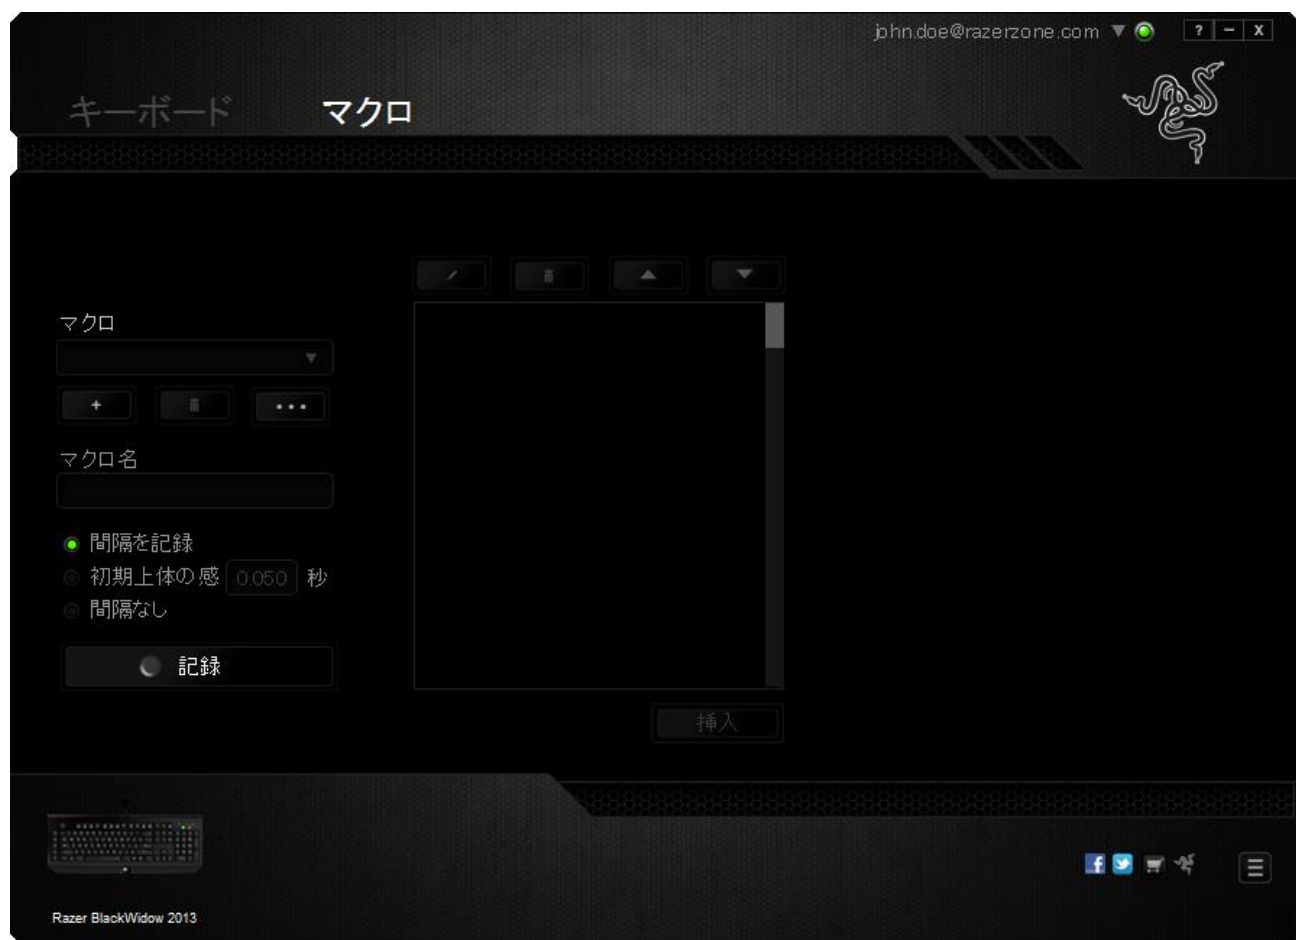 john.doe@razerzone.com
? − X
キーボード マクロ
マクロ
マクロ名
間隔を記録
初期上体の感 0.050 秒
間隔なし
記録
挿入
Razer BlackWidow 2013